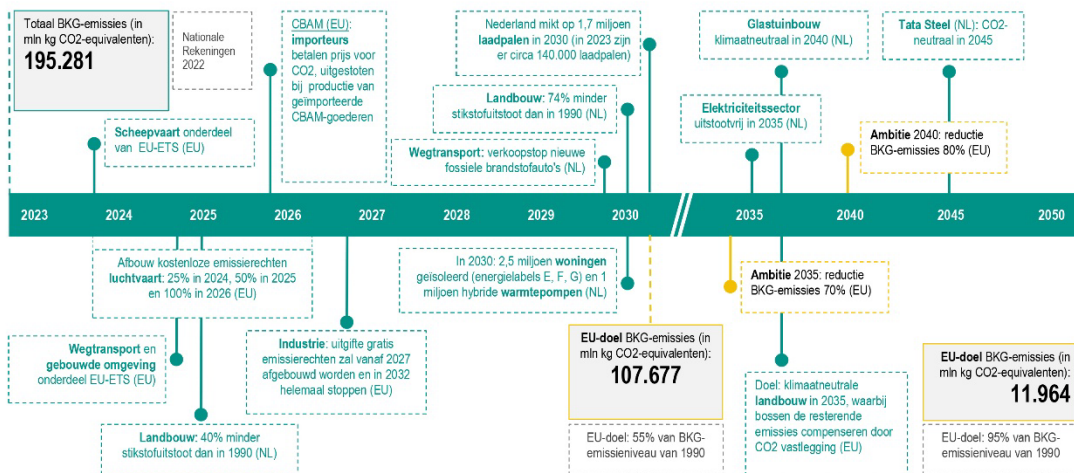 Totaal BKG-emissies (in
mln kg CO2-equivalenten):
195.281
Nationale
Rekeningen
2022
CBAM (EU):
importeurs
betalen prijs voor
CO2, uitgestoten
bij productie van
geïmporteerde
CBAM-goederen
Nederland mikt op 1,7 miljoen
laadpalen in 2030 (in 2023 zijn
er circa 140.000 laadpalen)
Glastuinbouw
klimaatneutraal in 2040 (NL)
Tata Steel (NL): CO2-
neutraal in 2045
Landbouw: 74% minder
stikstofuitstoot dan in 1990 (NL)
Elektriciteitssector
uitstootvrij in 2035 (NL)
Scheepvaart onderdeel
van EU-ETS (EU)
Wegtransport: verkoopstop nieuwe
fossiele brandstofauto's (NL)
Ambitie 2040: reductie
BKG-emissies 80% (EU)
2023 2024 2025 2026 2027 2028 2029 2030 2035 2040 2045 2050
Afbouw kostenloze emissierechten
luchtvaart: 25% in 2024, 50% in 2025
en 100% in 2026 (EU)
In 2030: 2,5 miljoen woningen
geïsoleerd (energielabels E, F, G) en 1
miljoen hybride warmtepompen (NL)
Ambitie 2035: reductie
BKG-emissies 70% (EU)
Wegtransport en
gebouwde omgeving
onderdeel EU-ETS (EU)
Industrie: uitgifte gratis
emissierechten zal vanaf 2027
afgebouwd worden en in 2032
helemaal stoppen (EU)
EU-doel BKG-emissies (in
mln kg CO2-equivalenten):
107.677
EU-doel: 55% van BKG-
emissieniveau van 1990
Doel: klimaatneutrale
landbouw in 2035, waarbij
bossen de resterende
emissies compenseren door
CO2 vastlegging (EU)
EU-doel BKG-emissies (in
mln kg CO2-equivalenten):
11.964
EU-doel: 95% van BKG-
emissieniveau van 1990
Landbouw: 40% minder
stikstofuitstoot dan in 1990 (NL)